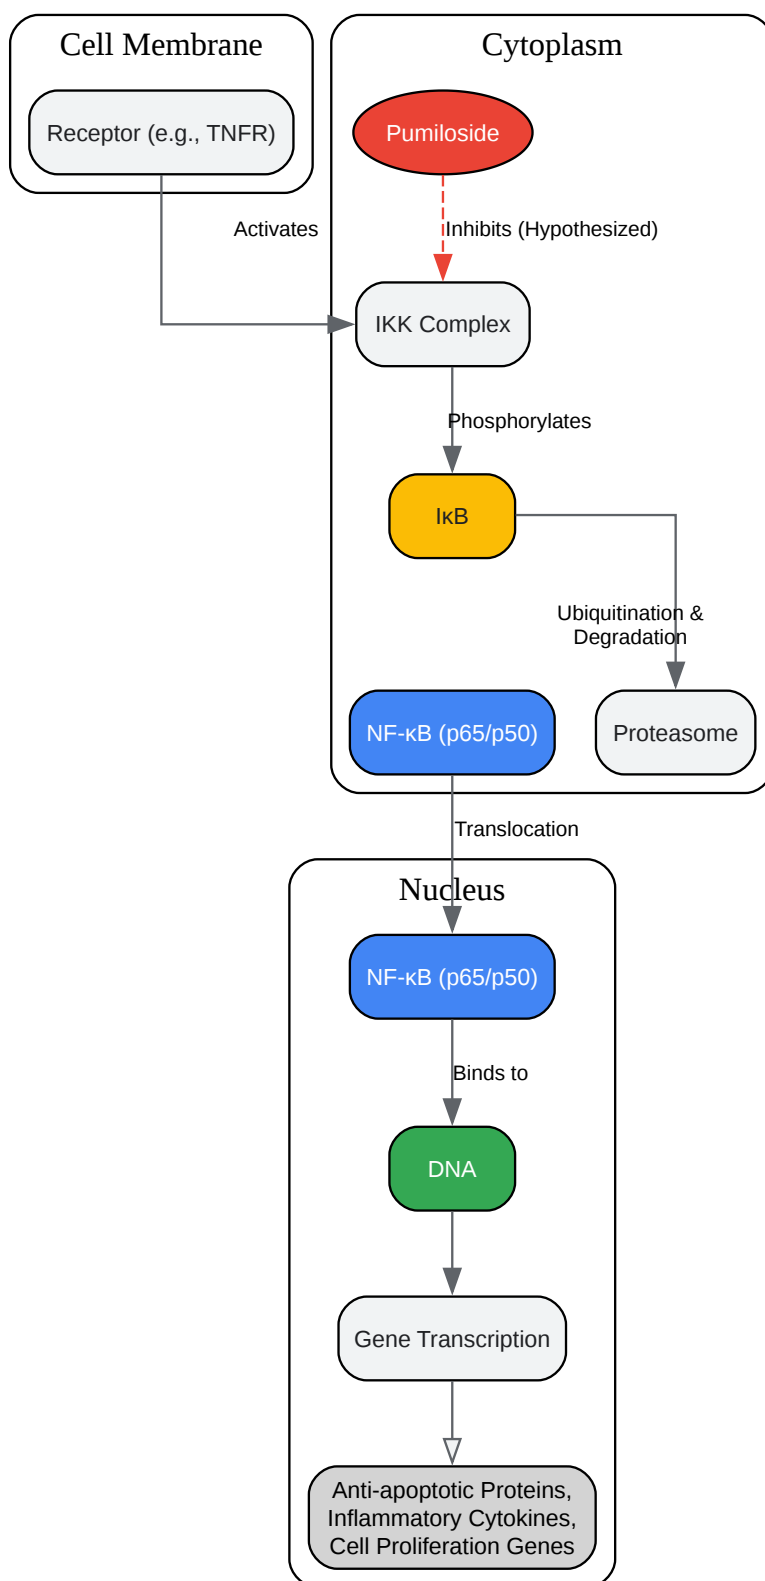 Cell Membrane
Receptor (e.g., TNFR)
Activates
Cytoplasm
Pumiloside
Inhibits (Hypothesized)
IKK Complex
Phosphorylates
IκB
Ubiquitination &
Degradation
NF-κB (p65/p50)
Proteasome
Translocation
Nucleus
NF-κB (p65/p50)
Binds to
DNA
Gene Transcription
Anti-apoptotic Proteins,
Inflammatory Cytokines,
Cell Proliferation Genes